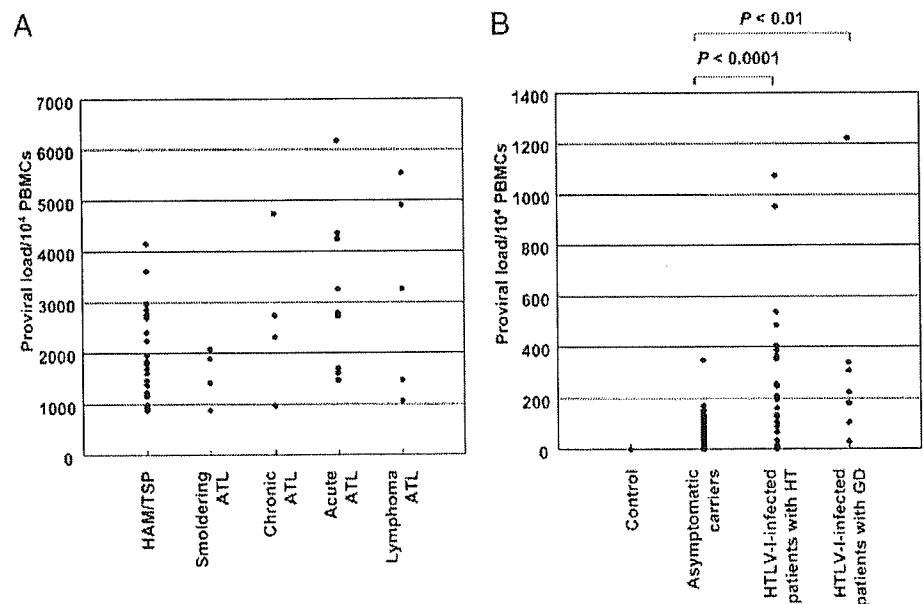 A
B
P < 0.01
P < 0.0001
Proviral load/10⁴ PBMCs
7000
6000
5000
4000
3000
2000
1000
0
HAM/TSP
Smoldering
ATL
Chronic
ATL
Acute
ATL
Lymphoma
ATL
Proviral load/10⁴ PBMCs
1400
1200
1000
800
600
400
200
0
Control
Asymptomatic
carriers
HTLV-I-infected
patients with HT
HTLV-I-infected
patients with GD